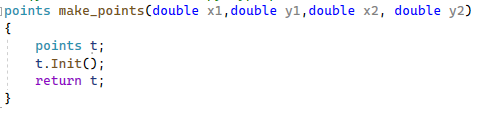 points make_points(double x1,double y1,double x2, double y2)
{
    points t;
    t.Init();
    return t;
}